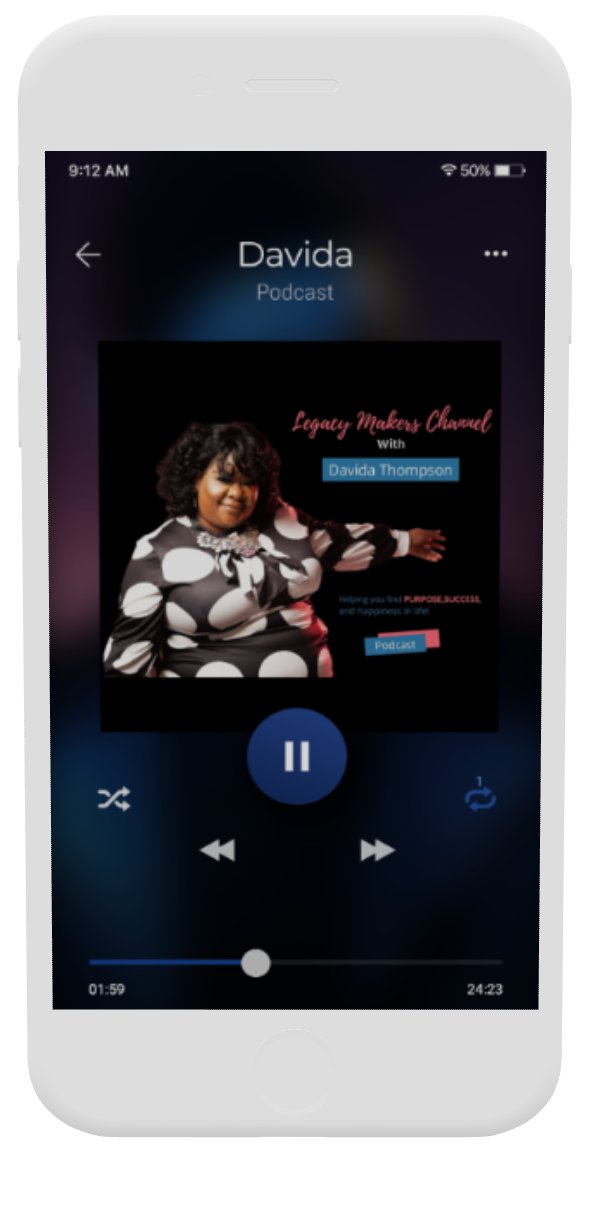 9:12 AM 50%
Davida
Podcast
Legacy Makers Channel
With
Davida Thompson
Helping you find PURPOSE,SUCCESS,
and happiness in life!
Podcast
1
01:59 24:23